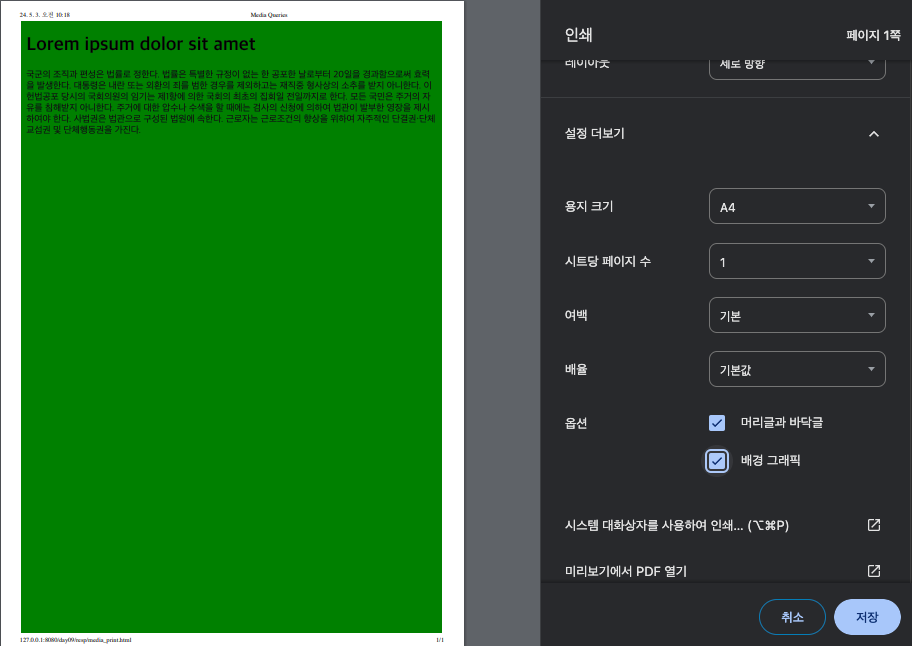 24. 5. 3. 오전 10:18
Media Queries
Lorem ipsum dolor sit amet
국군의 조직과 편성은 법률로 정한다. 법률은 특별한 규정이 없는 한 공포한 날로부터 20일을 경과함으로써 효력
을 발생한다. 대통령은 내란 또는 외환의 죄를 범한 경우를 제외하고는 재직중 형사상의 소추를 받지 아니한다. 이
헌법공포 당시의 국회의원의 임기는 제1항에 의한 국회의 최초의 집회일 전일까지로 한다. 모든 국민은 주거의 자
유를 침해받지 아니한다. 주거에 대한 압수나 수색을 할 때에는 검사의 신청에 의하여 법관이 발부한 영장을 제시
하여야 한다. 사법권은 법관으로 구성된 법원에 속한다. 근로자는 근로조건의 향상을 위하여 자주적인 단결권·단체
교섭권 및 단체행동권을 가진다.
127.0.0.1:8080/day09/resp/media_print.html
1/1
인쇄
페이지 1쪽
레이아웃
세로 방향
설정 더보기
용지 크기
A4
시트당 페이지 수
1
여백
기본
배율
기본값
옵션
머리글과 바닥글
배경 그래픽
시스템 대화상자를 사용하여 인쇄... (⌥⌘P)
미리보기에서 PDF 열기
취소
저장